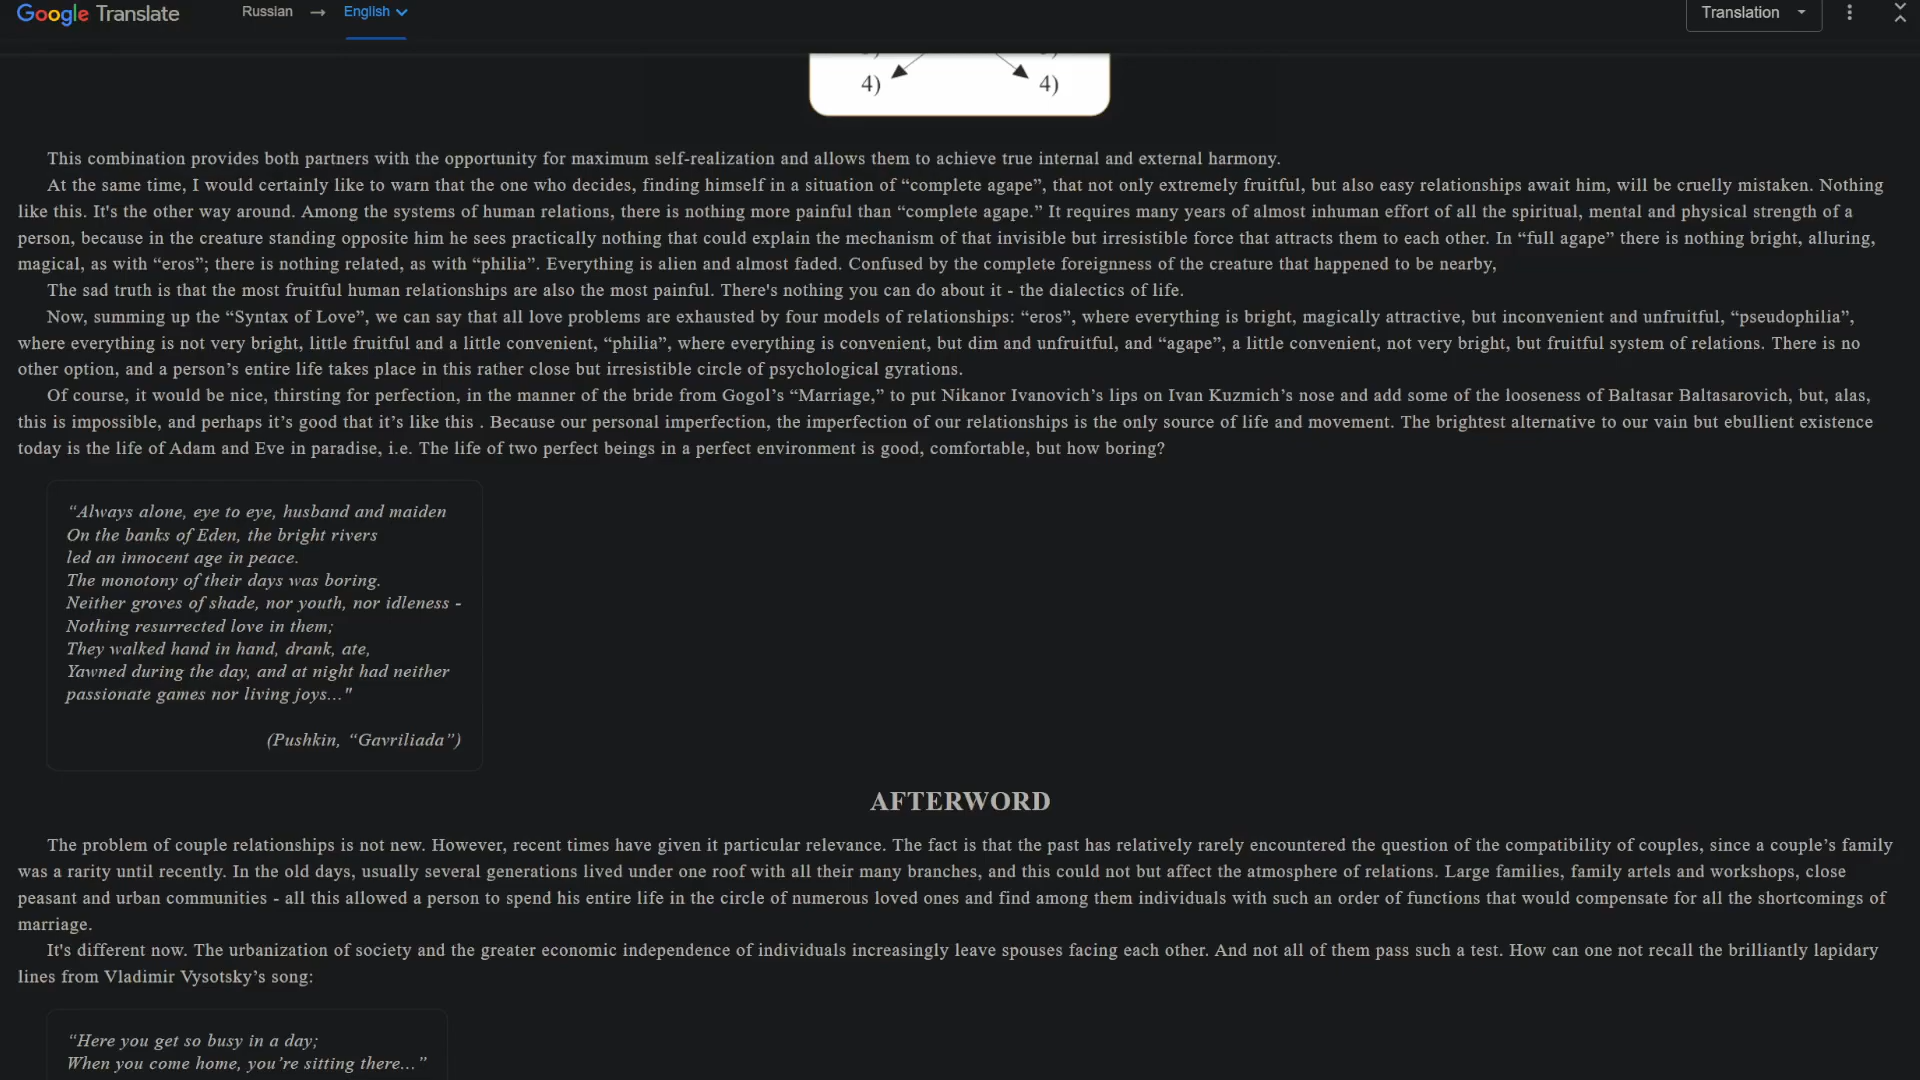 Google Translate Russian → English Translation
4) 4)
This combination provides both partners with the opportunity for maximum self-realization and allows them to achieve true internal and external harmony.
At the same time, I would certainly like to warn that the one who decides, finding himself in a situation of “complete agape”, that not only extremely fruitful, but also easy relationships await him, will be cruelly mistaken. Nothing
like this. It's the other way around. Among the systems of human relations, there is nothing more painful than “complete agape.” It requires many years of almost inhuman effort of all the spiritual, mental and physical strength of a
person, because in the creature standing opposite him he sees practically nothing that could explain the mechanism of that invisible but irresistible force that attracts them to each other. In “full agape” there is nothing bright, alluring,
magical, as with “eros”; there is nothing related, as with “philia”. Everything is alien and almost faded. Confused by the complete foreignness of the creature that happened to be nearby,
The sad truth is that the most fruitful human relationships are also the most painful. There's nothing you can do about it - the dialectics of life.
Now, summing up the “Syntax of Love”, we can say that all love problems are exhausted by four models of relationships: “eros”, where everything is bright, magically attractive, but inconvenient and unfruitful, “pseudophilia”,
where everything is not very bright, little fruitful and a little convenient, “philia”, where everything is convenient, but dim and unfruitful, and “agape”, a little convenient, not very bright, but fruitful system of relations. There is no
other option, and a person’s entire life takes place in this rather close but irresistible circle of psychological gyrations.
Of course, it would be nice, thirsting for perfection, in the manner of the bride from Gogol’s “Marriage,” to put Nikanor Ivanovich’s lips on Ivan Kuzmich’s nose and add some of the looseness of Baltasar Baltasarovich, but, alas,
this is impossible, and perhaps it’s good that it’s like this . Because our personal imperfection, the imperfection of our relationships is the only source of life and movement. The brightest alternative to our vain but ebullient existence
today is the life of Adam and Eve in paradise, i.e. The life of two perfect beings in a perfect environment is good, comfortable, but how boring?
“Always alone, eye to eye, husband and maiden
On the banks of Eden, the bright rivers
led an innocent age in peace.
The monotony of their days was boring.
Neither groves of shade, nor youth, nor idleness -
Nothing resurrected love in them;
They walked hand in hand, drank, ate,
Yawned during the day, and at night had neither
passionate games nor living joys..."
(Pushkin, “Gavriliada”)
AFTERWORD
The problem of couple relationships is not new. However, recent times have given it particular relevance. The fact is that the past has relatively rarely encountered the question of the compatibility of couples, since a couple’s family
was a rarity until recently. In the old days, usually several generations lived under one roof with all their many branches, and this could not but affect the atmosphere of relations. Large families, family artels and workshops, close
peasant and urban communities - all this allowed a person to spend his entire life in the circle of numerous loved ones and find among them individuals with such an order of functions that would compensate for all the shortcomings of
marriage.
It's different now. The urbanization of society and the greater economic independence of individuals increasingly leave spouses facing each other. And not all of them pass such a test. How can one not recall the brilliantly lapidary
lines from Vladimir Vysotsky’s song:
“Here you get so busy in a day;
When you come home, you’re sitting there...”